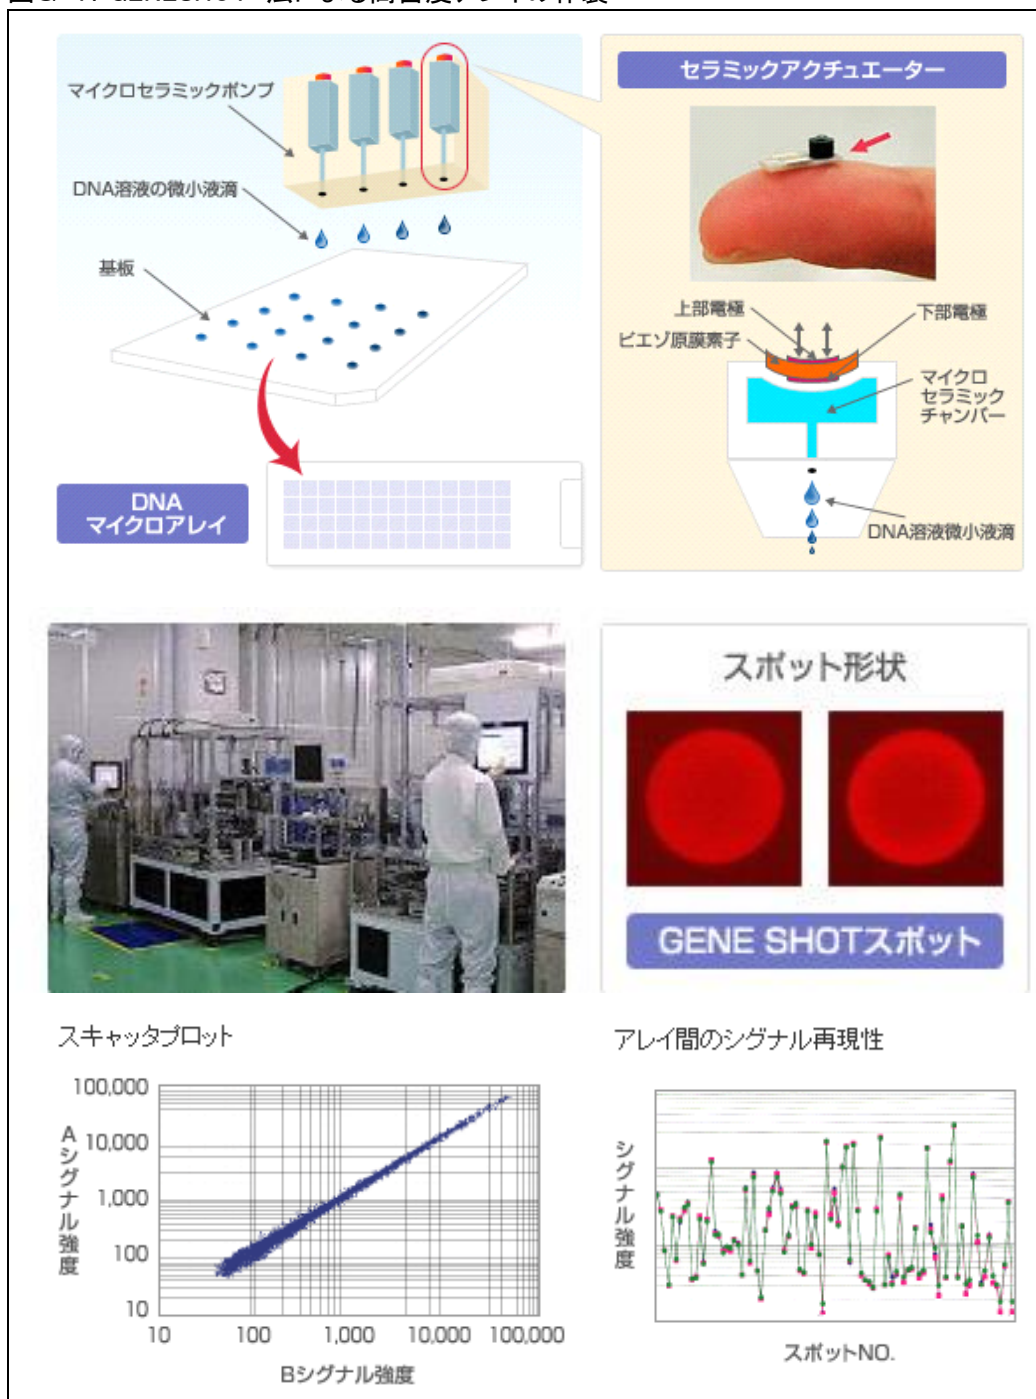 セラミックアクチュエーター
マイクロセラミックポンプ
DNA溶液の微小液滴
基板
上部電極
下部電極
ピエゾ原膜素子
マイクロ
セラミック
チャンバー
DNA溶液微小液滴
DNA
マイクロアレイ
スポット形状
GENE SHOTスポット
スキャッタプロット
アレイ間のシグナル再現性
Aシグナル強度
100,000
10,000
1,000
100
10
10 100 1,000 10,000 100,000
Bシグナル強度
シグナル強度
スポットNO.